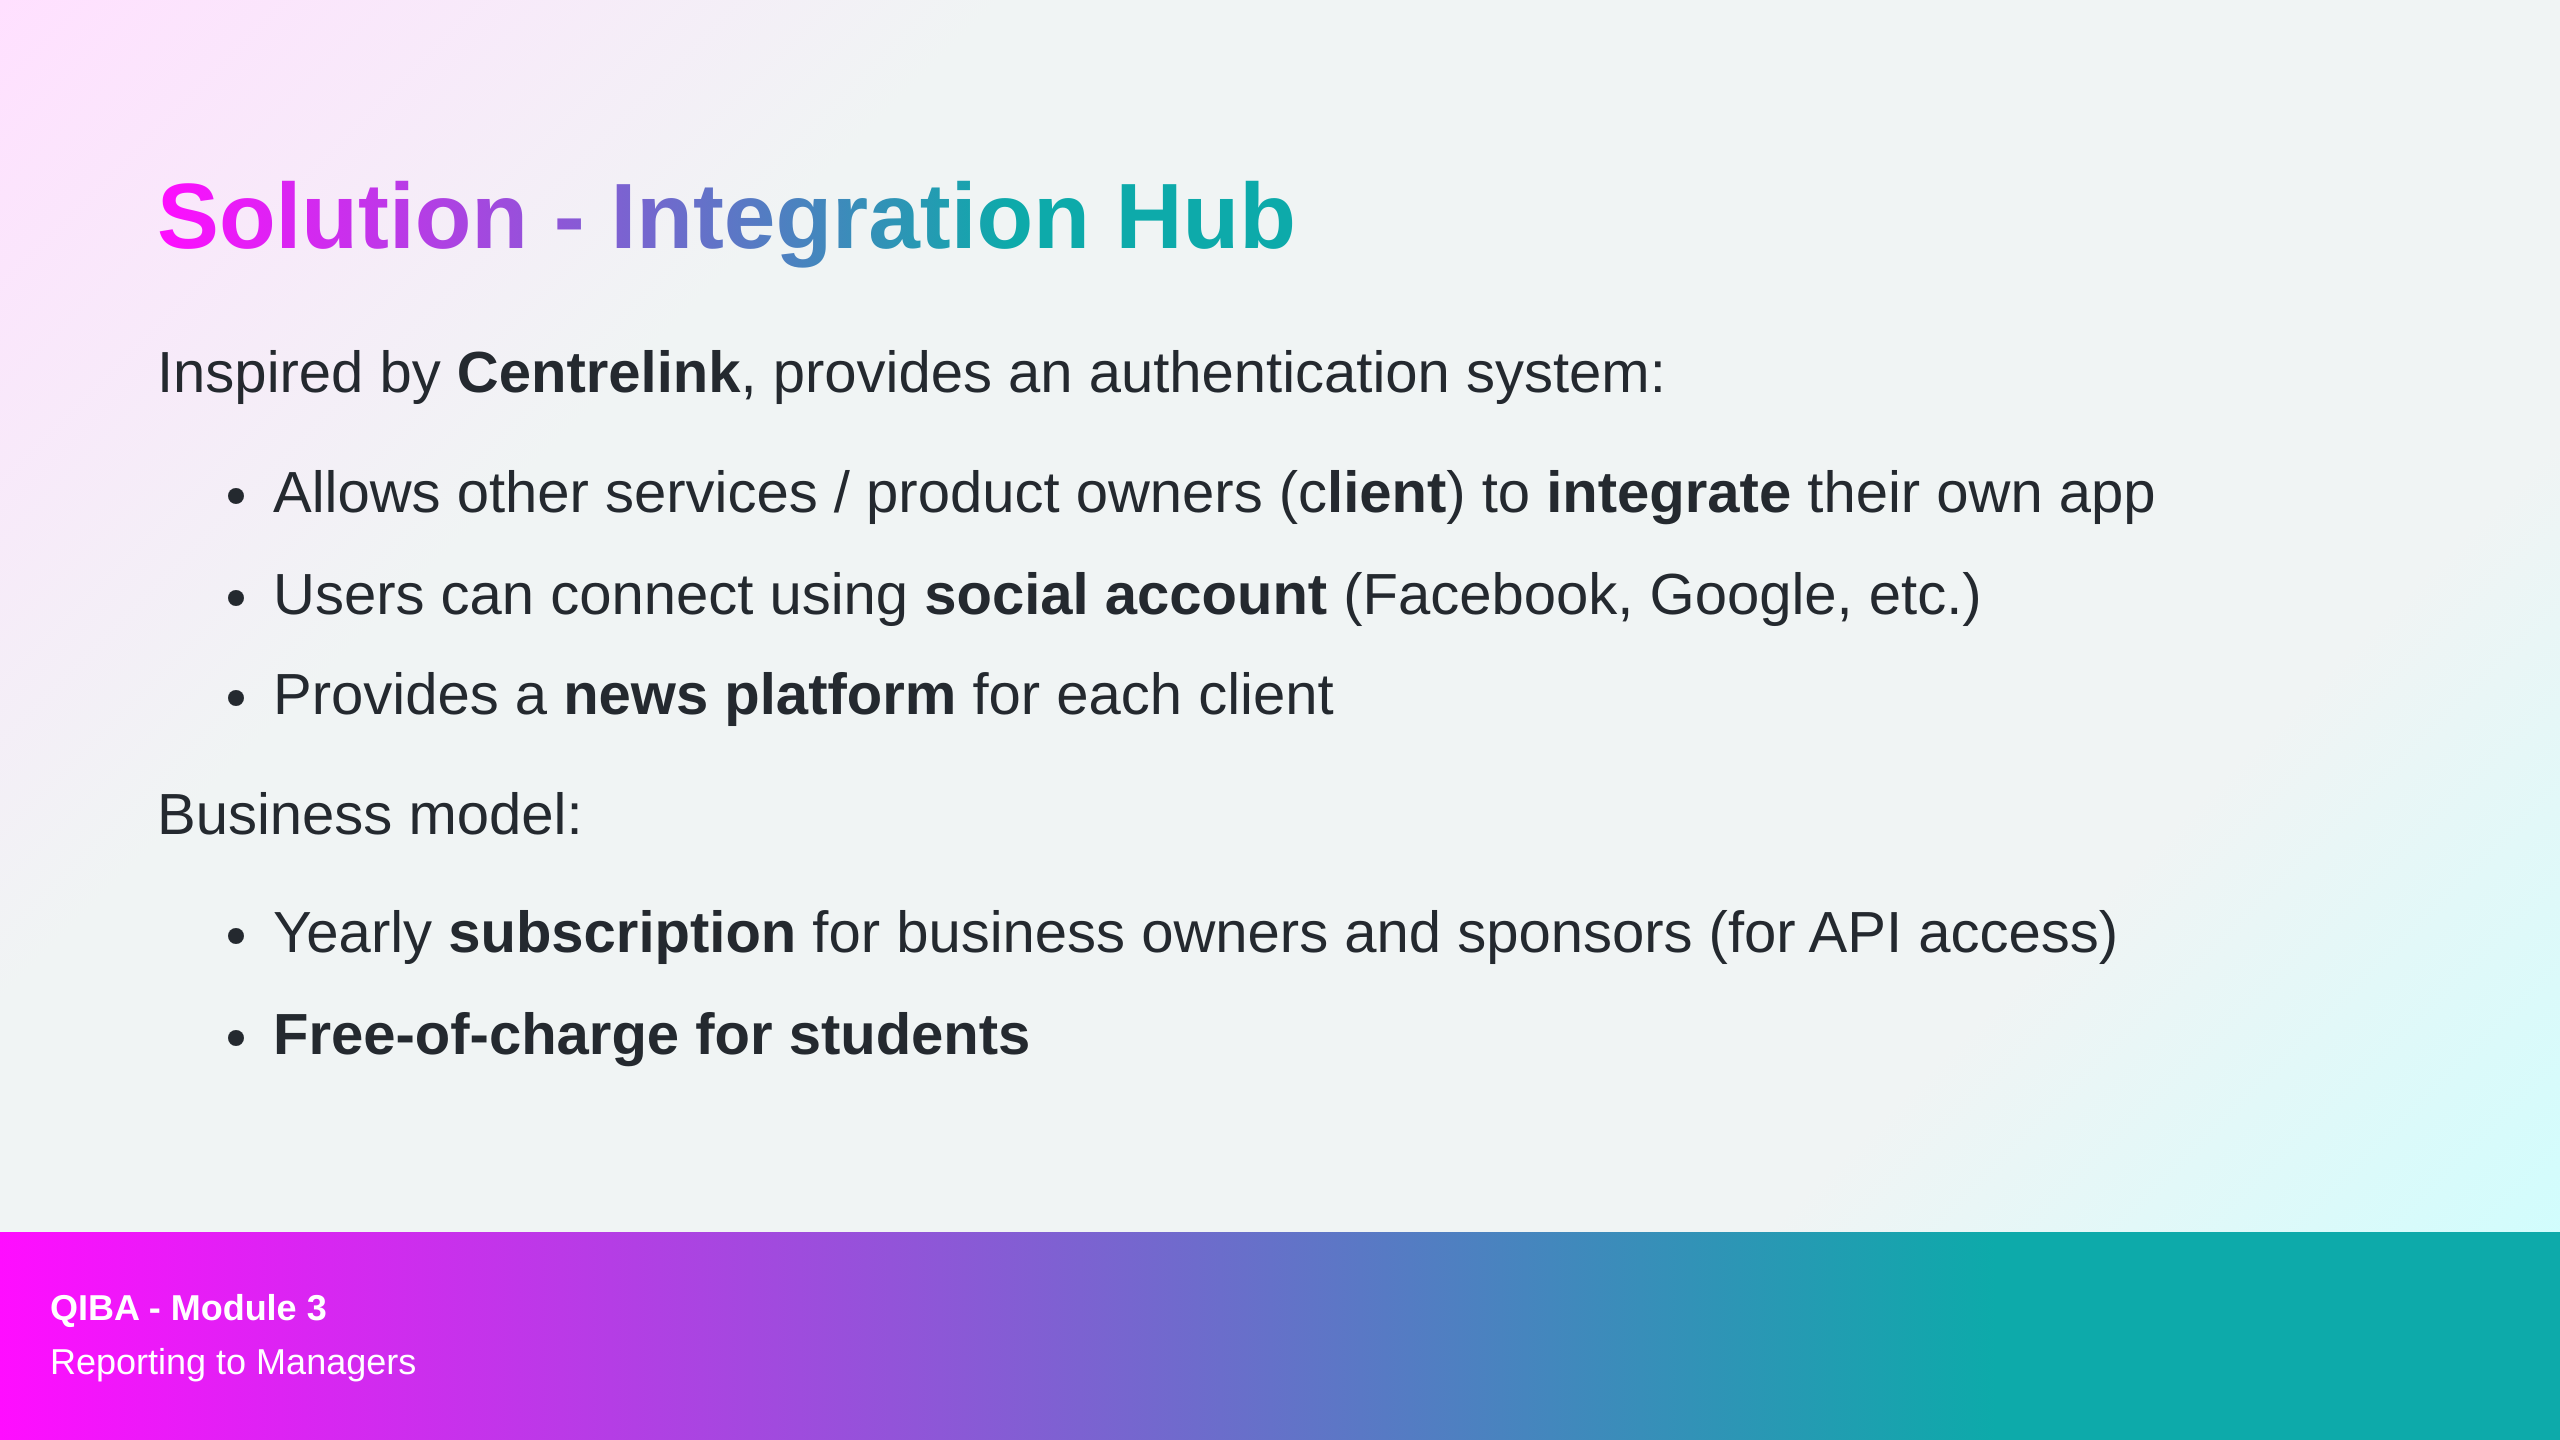 Solution - Integration Hub
Inspired by Centrelink, provides an authentication system:
• Allows other services / product owners (client) to integrate their own app
• Users can connect using social account (Facebook, Google, etc.)
• Provides a news platform for each client
Business model:
• Yearly subscription for business owners and sponsors (for API access)
• Free-of-charge for students
QIBA - Module 3
Reporting to Managers